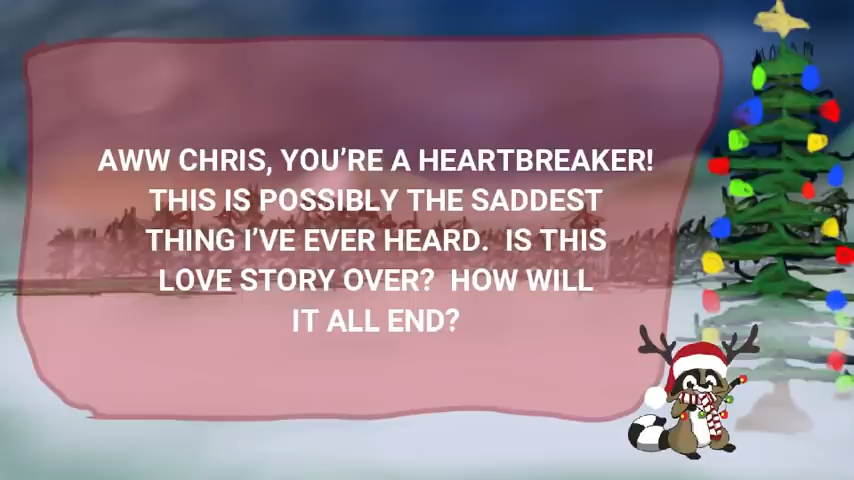 AWW CHRIS, YOU’RE A HEARTBREAKER!
THIS IS POSSIBLY THE SADDEST
THING I’VE EVER HEARD.  IS THIS
LOVE STORY OVER?  HOW WILL
IT ALL END?